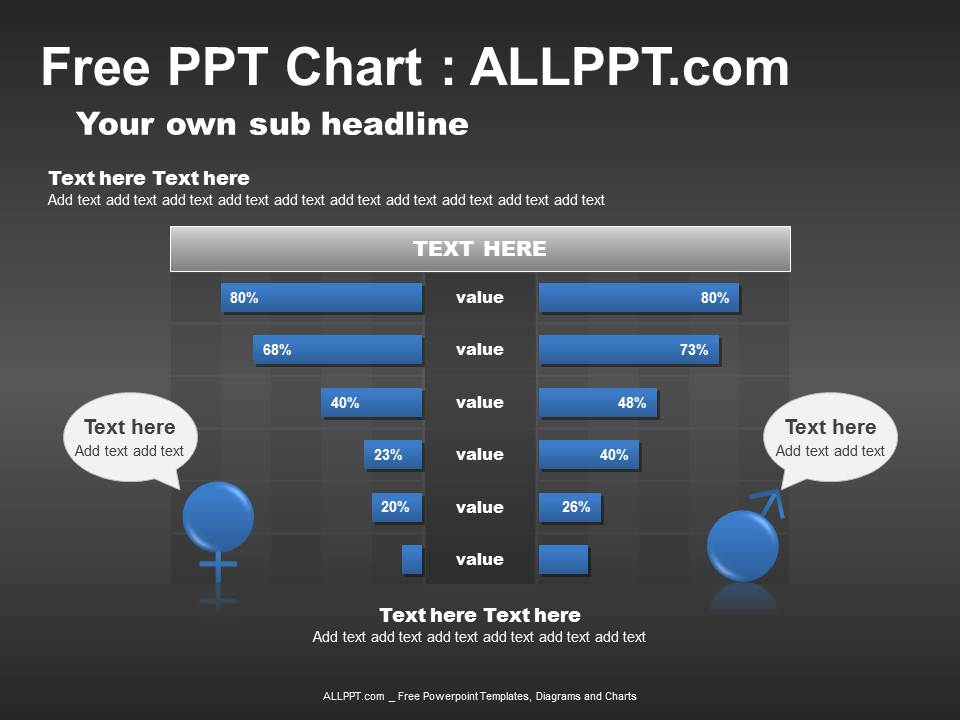 Free PPT Chart : ALLPPT.com
Your own sub headline
Text here Text here
Add text add text add text add text add text add text add text add text add text add text
TEXT HERE
80% value 80%
68% value 73%
40% value 48%
Text here
Add text add text
Text here
Add text add text
23% value 40%
20% value 26%
value
Text here Text here
Add text add text add text add text add text add text
ALLPPT.com _ Free Powerpoint Templates, Diagrams and Charts